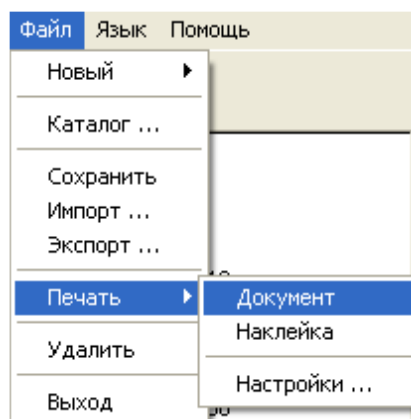 Файл Язык Помощь
Новый
Каталог ...
Сохранить
Импорт ...
Экспорт ...
Печать
Документ
Наклейка
Удалить
Настройки ...
Выход